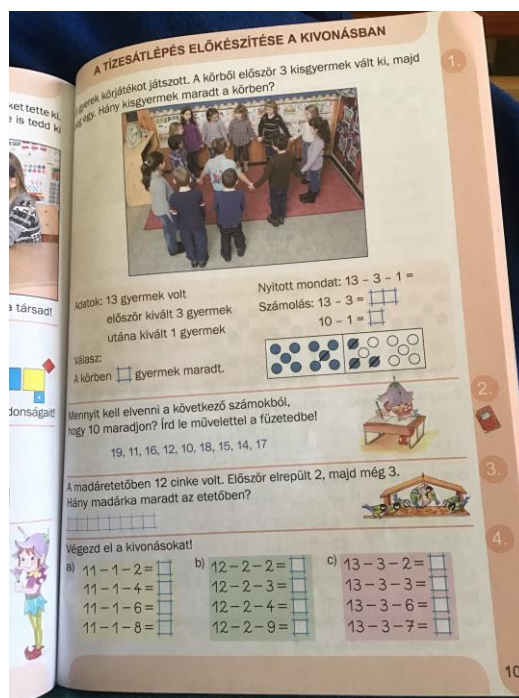 A TÍZESÁTLÉPÉS ELŐKÉSZÍTÉSE A KIVONÁSBAN
1.
gyerek körjátékot játszott. A körből először 3 kisgyermek vált ki, majd
még egy. Hány kisgyermek maradt a körben?
ket tette ki.
is tedd ki
Adatok: 13 gyermek volt
először kivált 3 gyermek
utána kivált 1 gyermek
Válasz:
A körben gyermek maradt.
Nyitott mondat: 13 – 3 – 1 =
Számolás: 13 – 3 =
10 – 1 =
a társad!
donságait!
2.
Mennyit kell elvenni a következő számokból,
hogy 10 maradjon? Írd le művelettel a füzetedbe!
19, 11, 16, 12, 10, 18, 15, 14, 17
3.
A madáretetőben 12 cinke volt. Először elrepült 2, majd még 3.
Hány madárka maradt az etetőben?
4.
Végezd el a kivonásokat!
a) 11 – 1 – 2 =
11 – 1 – 4 =
11 – 1 – 6 =
11 – 1 – 8 =
b) 12 – 2 – 2 =
12 – 2 – 3 =
12 – 2 – 4 =
12 – 2 – 9 =
c) 13 – 3 – 2 =
13 – 3 – 3 =
13 – 3 – 6 =
13 – 3 – 7 =
10